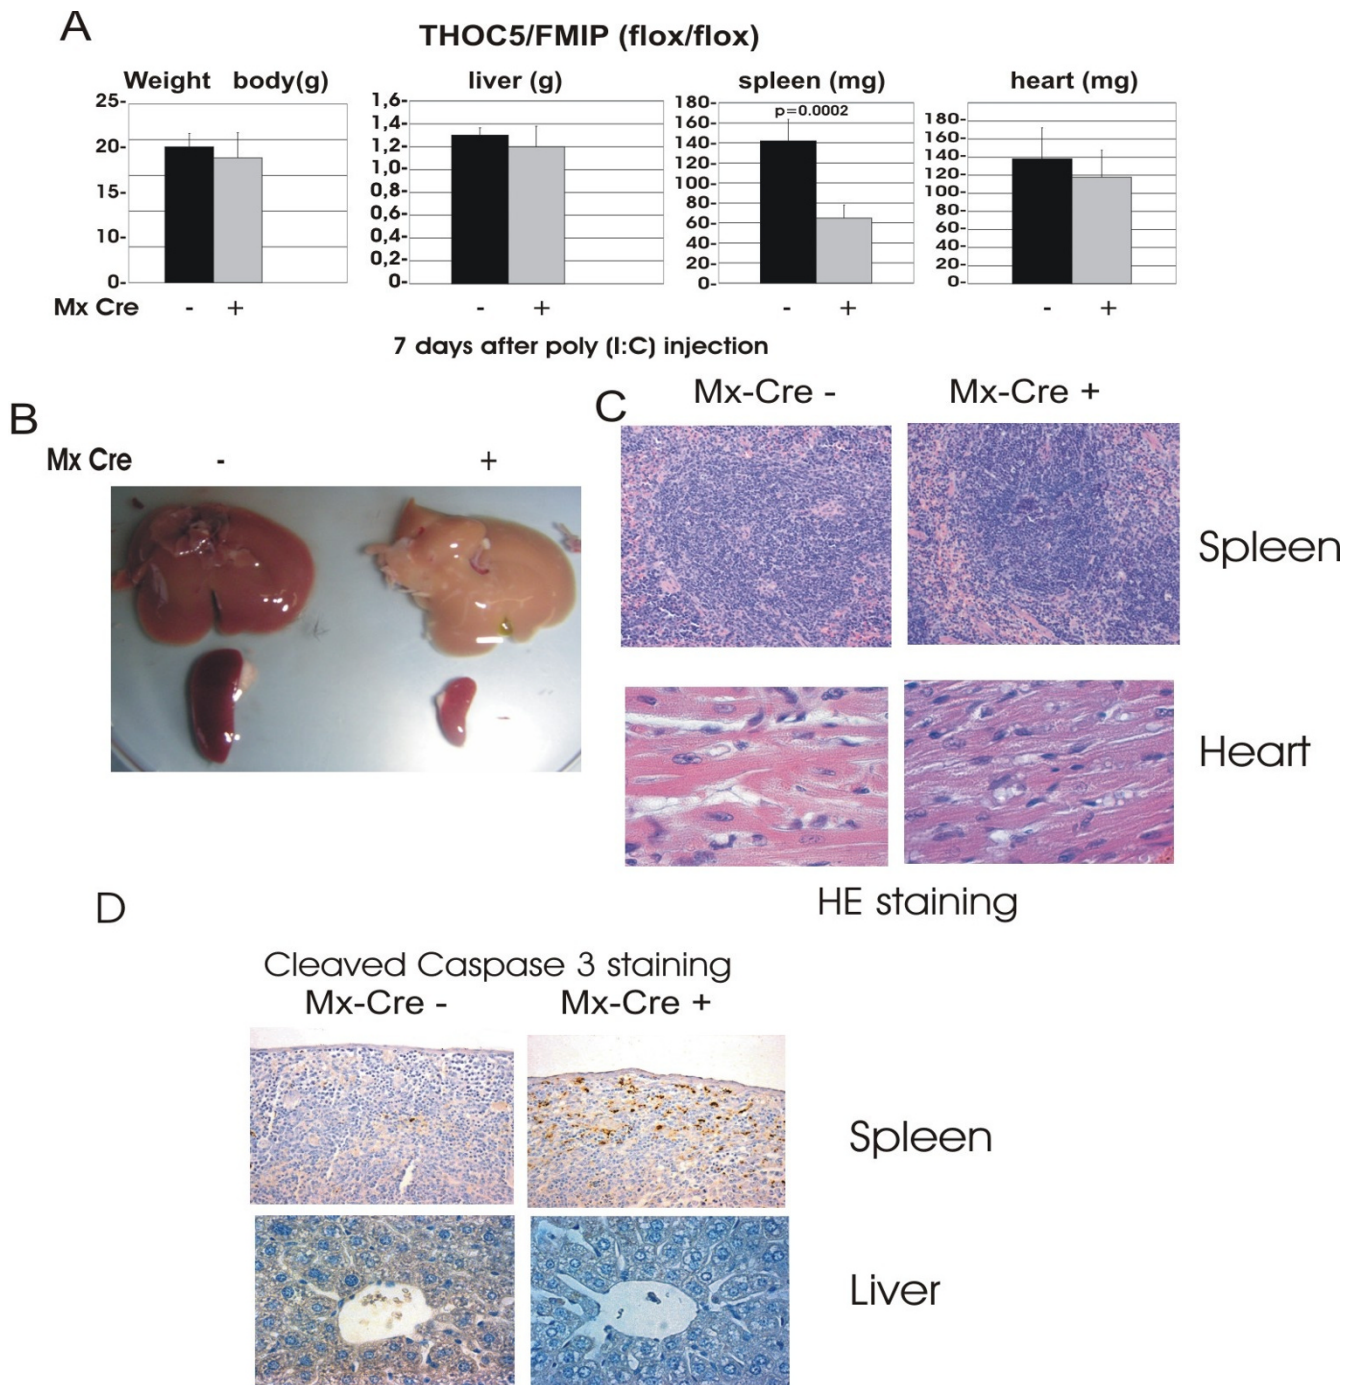 A
THOC5/FMIP (flox/flox)
Weight body(g)
25-
20-
15-
10-
0-
liver (g)
1,6-
1,4-
1,2-
1,0-
0,8-
0,6-
0,4-
0,2-
0-
spleen (mg)
180-
160-
140-
120-
100-
80-
60-
40-
20-
0-
p=0.0002
heart (mg)
180-
160-
140-
120-
100-
80-
60-
40-
20-
0-
Mx Cre - + - + - + - +
7 days after poly (I:C) injection
B
Mx Cre - +
C
Mx-Cre - Mx-Cre +
Spleen
Heart
HE staining
D
Cleaved Caspase 3 staining
Mx-Cre - Mx-Cre +
Spleen
Liver